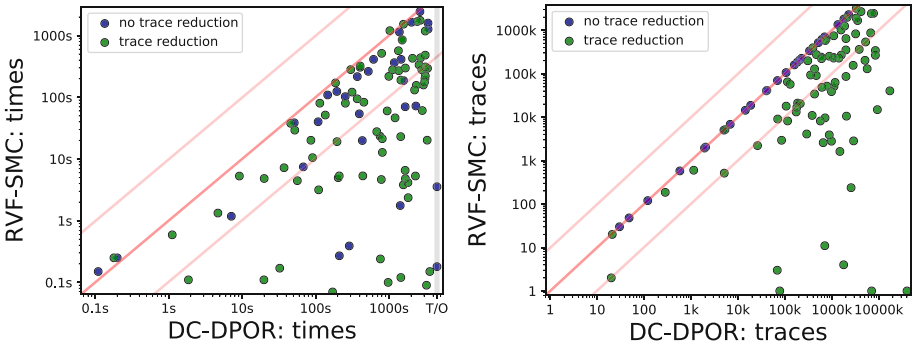 no trace reduction
trace reduction
1000s
100s
10s
1s
0.1s
RVF-SMC: times
0.1s 1s 10s 100s 1000s T/O
DC-DPOR: times
no trace reduction
trace reduction
1000k
100k
10k
1k
100
10
1
RVF-SMC: traces
1 10 100 1k 10k 100k 1000k 10000k
DC-DPOR: traces